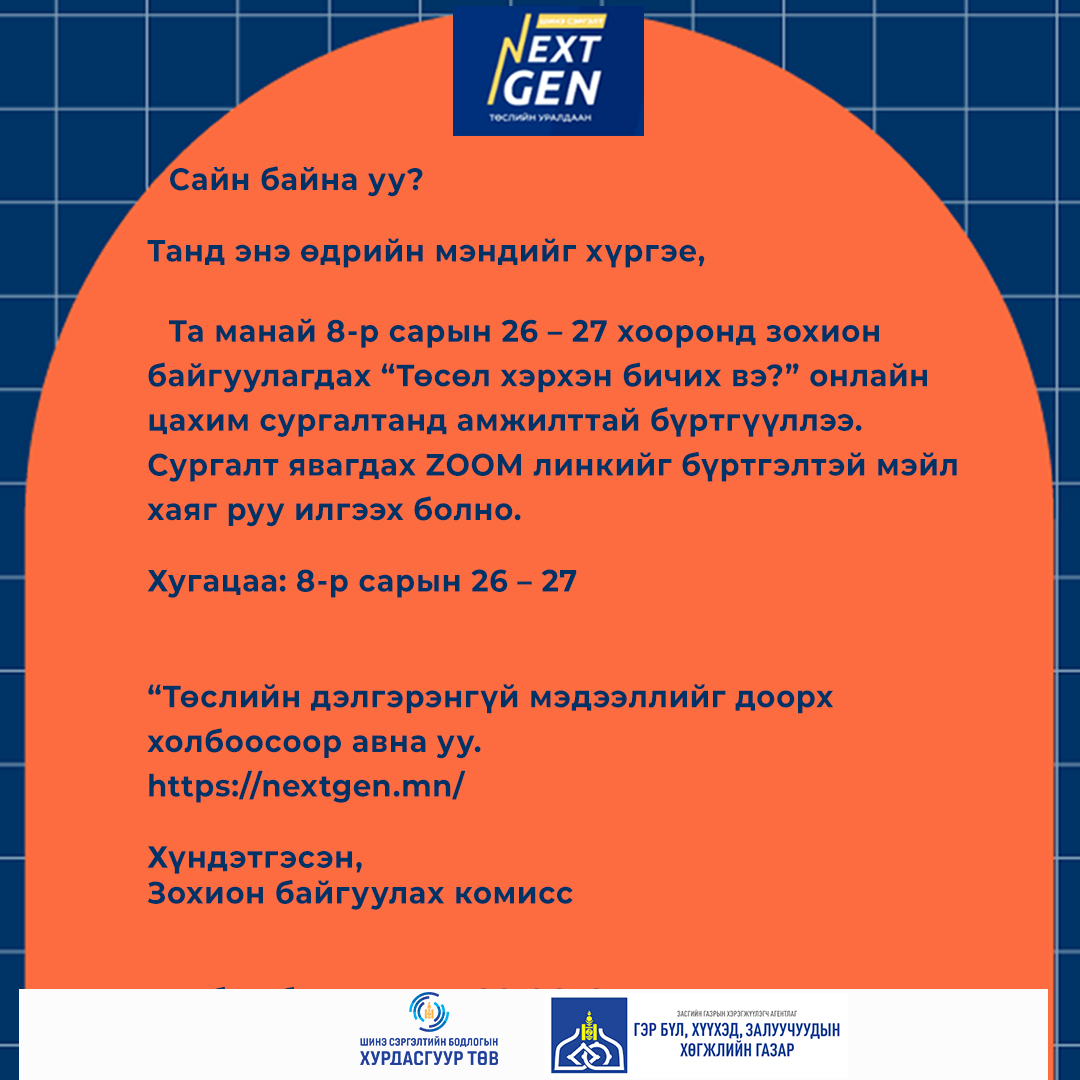 ШИНЭ СЭРГЭЛТ
NEXT
GEN
ТӨСЛИЙН УРАЛДААН
Сайн байна уу?
Танд энэ өдрийн мэндийг хүргэе,
Та манай 8-р сарын 26 – 27 хооронд зохион
байгуулагдах “Төсөл хэрхэн бичих вэ?” онлайн
цахим сургалтанд амжилттай бүртгүүллээ.
Сургалт явагдах ZOOM линкийг бүртгэлтэй мэйл
хаяг руу илгээх болно.
Хугацаа: 8-р сарын 26 – 27
“Төслийн дэлгэрэнгүй мэдээллийг доорх
холбоосоор авна уу.
https://nextgen.mn/
Хүндэтгэсэн,
Зохион байгуулах комисс
ШИНЭ СЭРГЭЛТИЙН БОДЛОГЫН
ХУРДАСГУУР ТӨВ
ЗАСГИЙН ГАЗРЫН ХЭРЭГЖҮҮЛЭГЧ АГЕНТЛАГ
ГЭР БҮЛ, ХҮҮХЭД, ЗАЛУУЧУУДЫН
ХӨГЖЛИЙН ГАЗАР